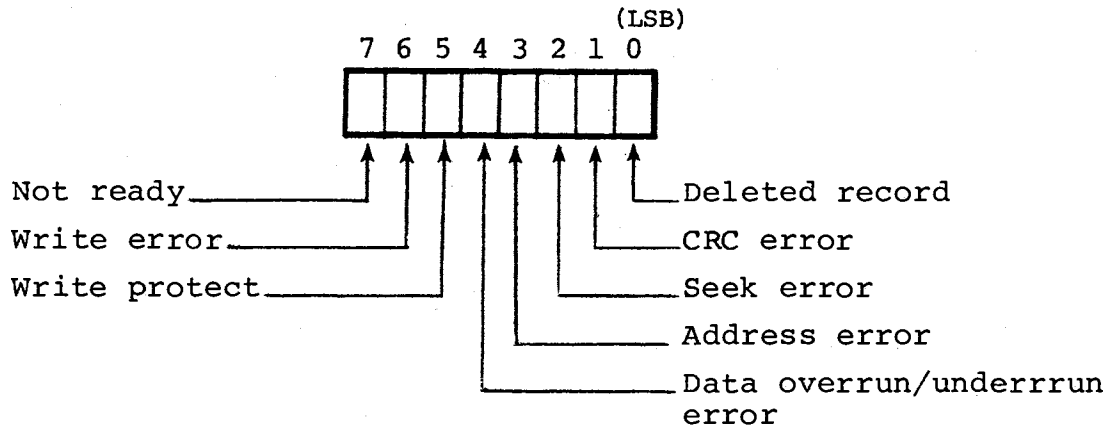 (LSB)
7 6 5 4 3 2 1 0
Not ready
Deleted record
Write error
CRC error
Write protect
Seek error
Address error
Data overrun/underrrun
error